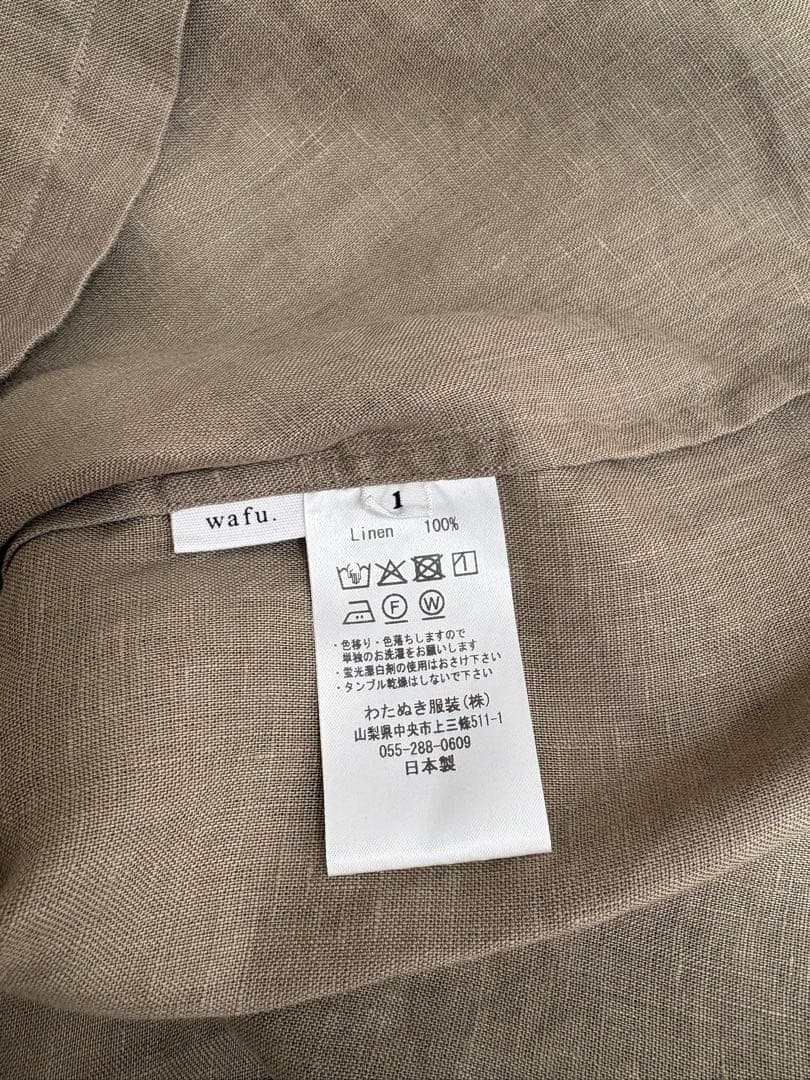 wafu.
1
Linen 100%
F W
・色移り・色落ちしますので
単独のお洗濯をお願いします
・蛍光漂白剤の使用はおさけ下さい
・タンブル乾燥はしないで下さい
わたぬき服装(株)
山梨県中央市上三條511-1
055-288-0609
日本製